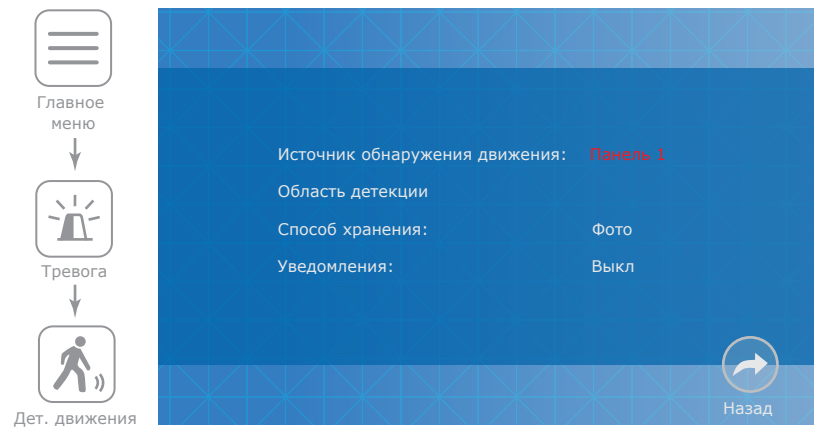 Главное
меню
Тревога
Дет. движения
Источник обнаружения движения: Панель 1
Область детекции
Способ хранения: Фото
Уведомления: Выкл
Назад